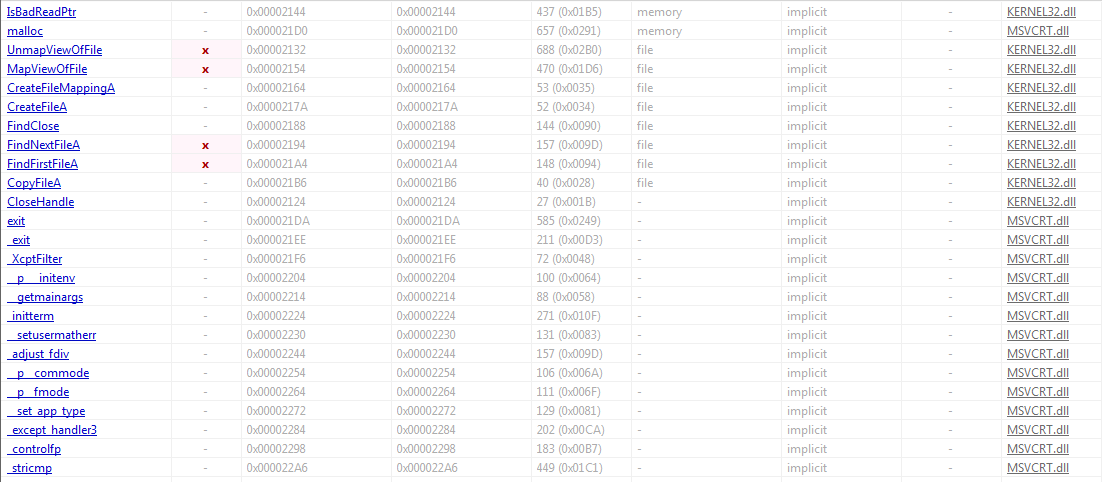 IsBadReadPtr - 0x00002144 0x00002144 437 (0x01B5) memory implicit - KERNEL32.dll
malloc - 0x000021D0 0x000021D0 657 (0x0291) memory implicit - MSVCRT.dll
UnmapViewOfFile x 0x00002132 0x00002132 688 (0x02B0) file implicit - KERNEL32.dll
MapViewOfFile x 0x00002154 0x00002154 470 (0x01D6) file implicit - KERNEL32.dll
CreateFileMappingA - 0x00002164 0x00002164 53 (0x0035) file implicit - KERNEL32.dll
CreateFileA - 0x0000217A 0x0000217A 52 (0x0034) file implicit - KERNEL32.dll
FindClose - 0x00002188 0x00002188 144 (0x0090) file implicit - KERNEL32.dll
FindNextFileA x 0x00002194 0x00002194 157 (0x009D) file implicit - KERNEL32.dll
FindFirstFileA x 0x000021A4 0x000021A4 148 (0x0094) file implicit - KERNEL32.dll
CopyFileA - 0x000021B6 0x000021B6 40 (0x0028) file implicit - KERNEL32.dll
CloseHandle - 0x00002124 0x00002124 27 (0x001B) - implicit - KERNEL32.dll
exit - 0x000021DA 0x000021DA 585 (0x0249) - implicit - MSVCRT.dll
_exit - 0x000021EE 0x000021EE 211 (0x00D3) - implicit - MSVCRT.dll
_XcptFilter - 0x000021F6 0x000021F6 72 (0x0048) - implicit - MSVCRT.dll
__p___initenv - 0x00002204 0x00002204 100 (0x0064) - implicit - MSVCRT.dll
__getmainargs - 0x00002214 0x00002214 88 (0x0058) - implicit - MSVCRT.dll
_initterm - 0x00002224 0x00002224 271 (0x010F) - implicit - MSVCRT.dll
__setusermatherr - 0x00002230 0x00002230 131 (0x0083) - implicit - MSVCRT.dll
_adjust_fdiv - 0x00002244 0x00002244 157 (0x009D) - implicit - MSVCRT.dll
__p__commode - 0x00002254 0x00002254 106 (0x006A) - implicit - MSVCRT.dll
__p__fmode - 0x00002264 0x00002264 111 (0x006F) - implicit - MSVCRT.dll
__set_app_type - 0x00002272 0x00002272 129 (0x0081) - implicit - MSVCRT.dll
_except_handler3 - 0x00002284 0x00002284 202 (0x00CA) - implicit - MSVCRT.dll
_controlfp - 0x00002298 0x00002298 183 (0x00B7) - implicit - MSVCRT.dll
_stricmp - 0x000022A6 0x000022A6 449 (0x01C1) - implicit - MSVCRT.dll